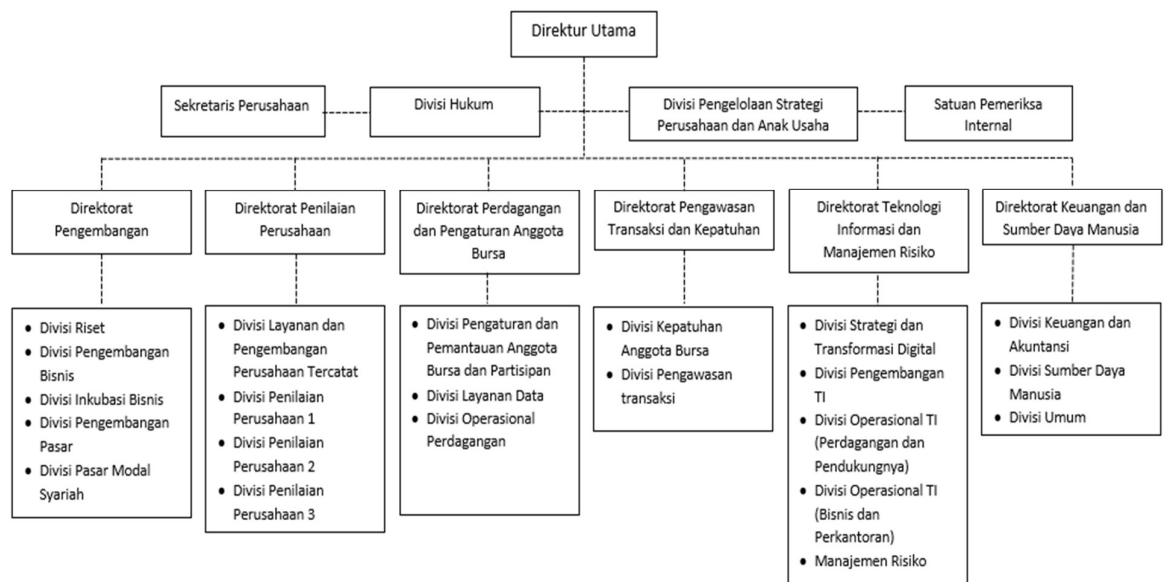 Direktur Utama
Sekretaris Perusahaan
Divisi Hukum
Divisi Pengelolaan Strategi
Perusahaan dan Anak Usaha
Satuan Pemeriksa
Internal
Direktorat
Pengembangan
Direktorat Penilaian
Perusahaan
Direktorat Perdagangan
dan Pengaturan Anggota
Bursa
Direktorat Pengawasan
Transaksi dan Kepatuhan
Direktorat Teknologi
Informasi dan
Manajemen Risiko
Direktorat Keuangan dan
Sumber Daya Manusia
• Divisi Riset
• Divisi Pengembangan
Bisnis
• Divisi Inkubasi Bisnis
• Divisi Pengembangan
Pasar
• Divisi Pasar Modal
Syariah
• Divisi Layanan dan
Pengembangan
Perusahaan Tercatat
• Divisi Penilaian
Perusahaan 1
• Divisi Penilaian
Perusahaan 2
• Divisi Penilaian
Perusahaan 3
• Divisi Pengaturan dan
Pemantauan Anggota
Bursa dan Partisipan
• Divisi Layanan Data
• Divisi Operasional
Perdagangan
• Divisi Kepatuhan
Anggota Bursa
• Divisi Pengawasan
transaksi
• Divisi Strategi dan
Transformasi Digital
• Divisi Pengembangan
TI
• Divisi Operasional TI
(Perdagangan dan
Pendukungnya)
• Divisi Operasional TI
(Bisnis dan
Perkantoran)
• Manajemen Risiko
• Divisi Keuangan dan
Akuntansi
• Divisi Sumber Daya
Manusia
• Divisi Umum